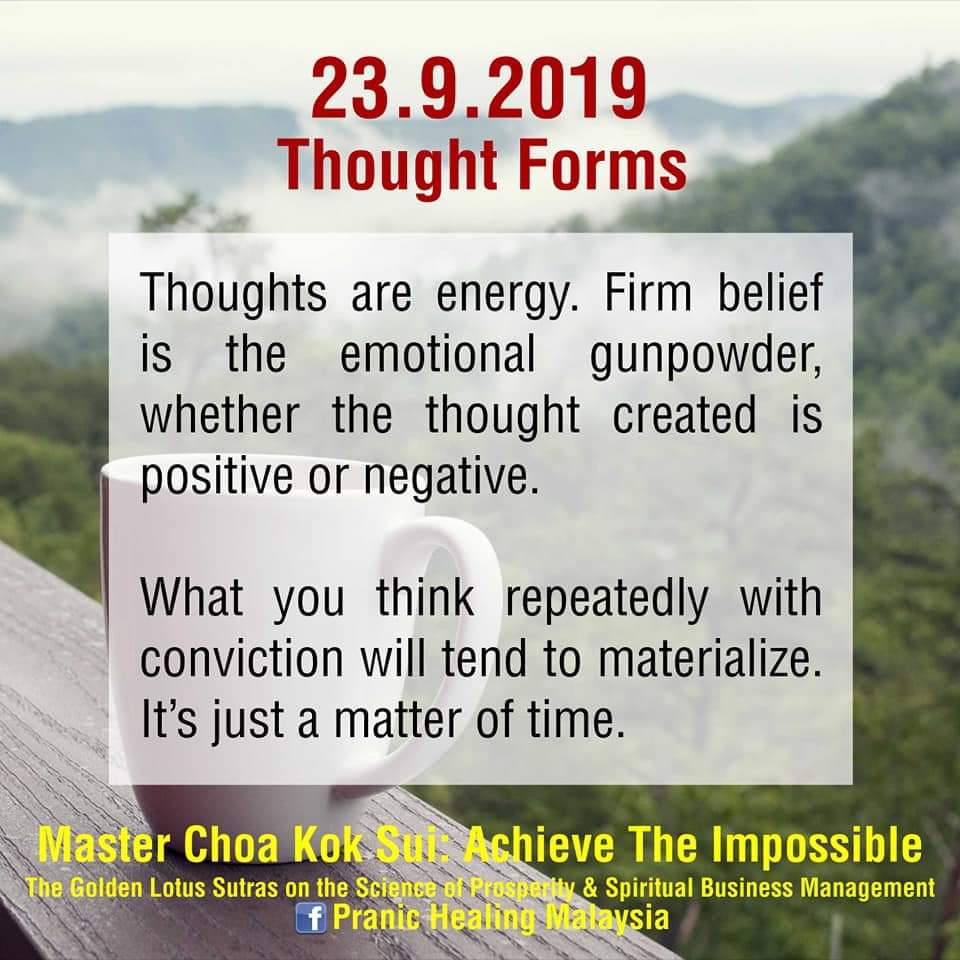 23.9.2019
Thought Forms
Thoughts are energy. Firm belief
is the emotional gunpowder,
whether the thought created is
positive or negative.
What you think repeatedly with
conviction will tend to materialize.
It's just a matter of time.
Master Choa Kok Sui: Achieve The Impossible
The Golden Lotus Sutras on the Science of Prosperity & Spiritual Business Management
f Pranic Healing Malaysia